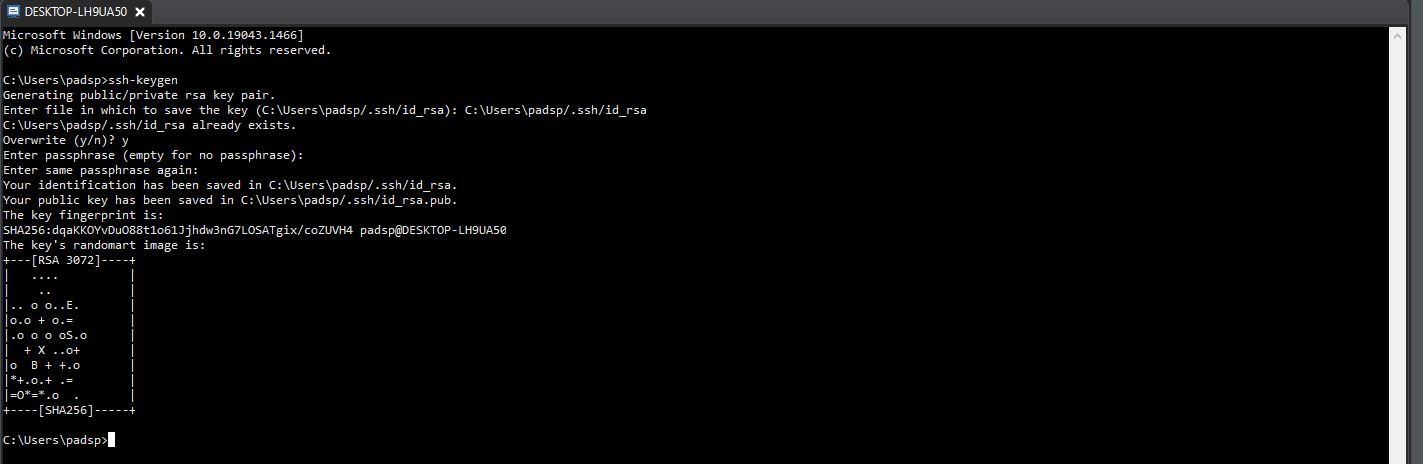 DESKTOP-LH9UA50
Microsoft Windows [Version 10.0.19043.1466]
(c) Microsoft Corporation. All rights reserved.
C:\Users\padsp>ssh-keygen
Generating public/private rsa key pair.
Enter file in which to save the key (C:\Users\padsp/.ssh/id_rsa): C:\Users\padsp/.ssh/id_rsa
C:\Users\padsp/.ssh/id_rsa already exists.
Overwrite (y/n)? y
Enter passphrase (empty for no passphrase):
Enter same passphrase again:
Your identification has been saved in C:\Users\padsp/.ssh/id_rsa.
Your public key has been saved in C:\Users\padsp/.ssh/id_rsa.pub.
The key fingerprint is:
SHA256:dqaKKOYvDuO88t1o61Jjhdw3nG7LOSATgix/coZUVH4 padsp@DESKTOP-LH9UA50
The key's randomart image is:
+---[RSA 3072]----+
|   ....          |
|    ..           |
|.. o o..E.       |
|o.o + o.=        |
|.o o o oS.o      |
|  + X ..o+       |
|o  B + +.o       |
|*+.o.+ .=        |
|=O*=*.o  .       |
+----[SHA256]-----+
C:\Users\padsp>